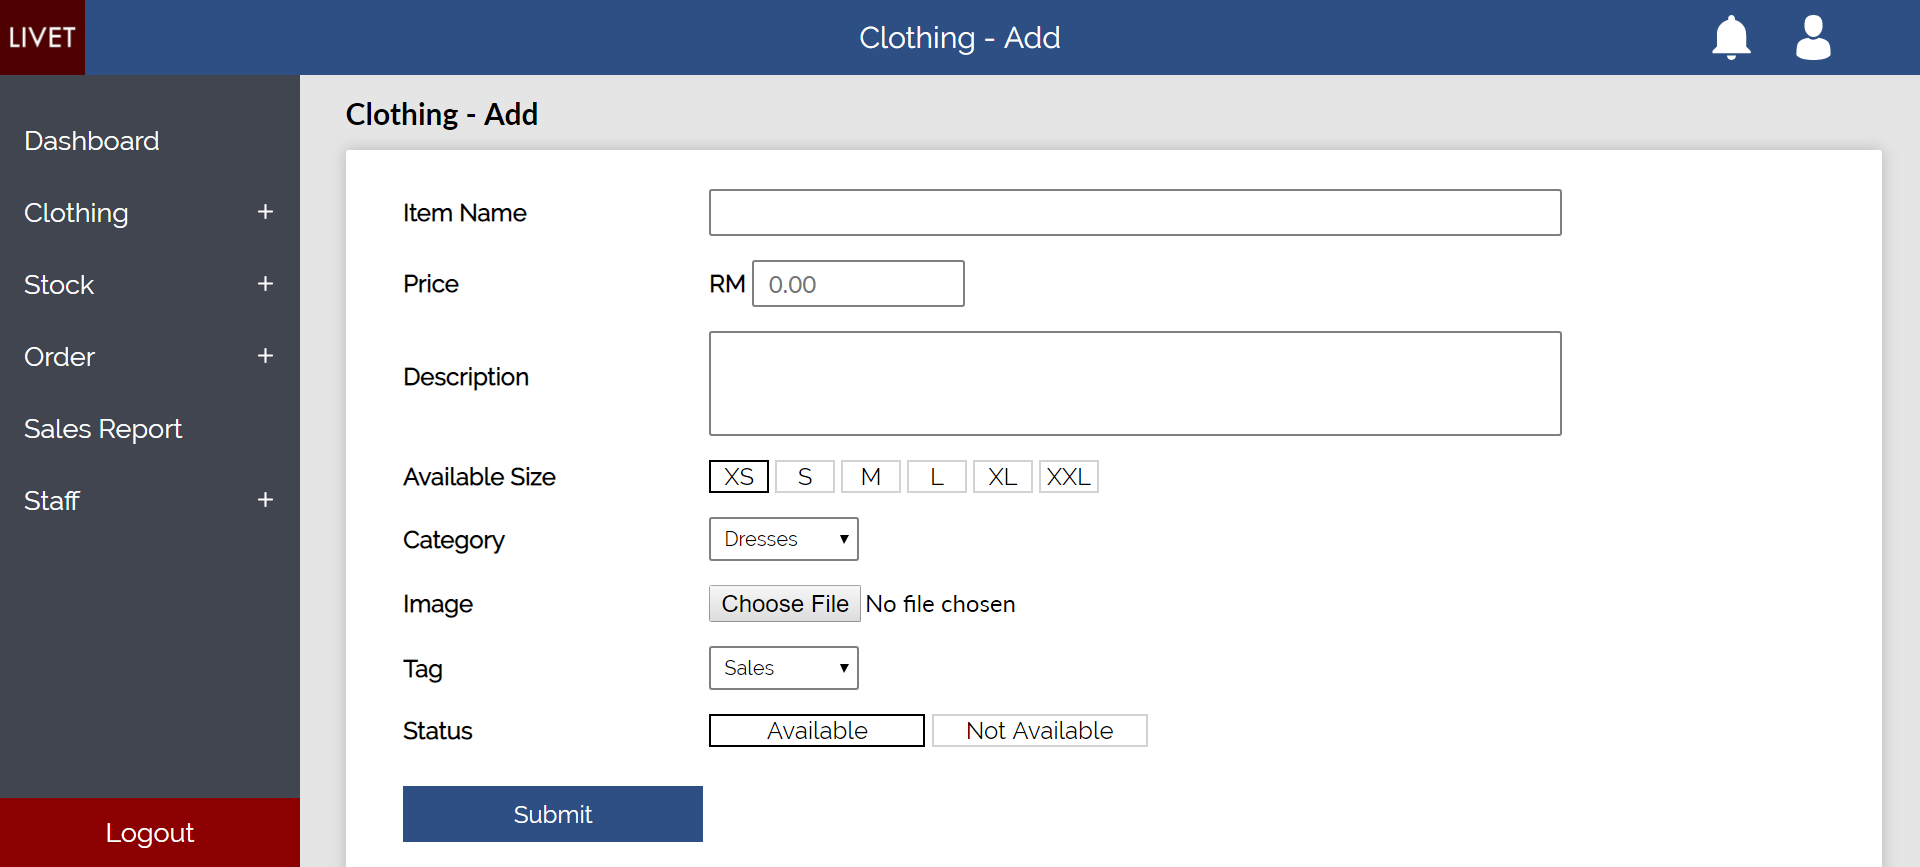 LIVET
Clothing - Add
Dashboard
Clothing +
Stock +
Order +
Sales Report
Staff +
Logout
Clothing - Add
Item Name
Price RM 0.00
Description
Available Size XS S M L XL XXL
Category Dresses
Image Choose File No file chosen
Tag Sales
Status Available Not Available
Submit